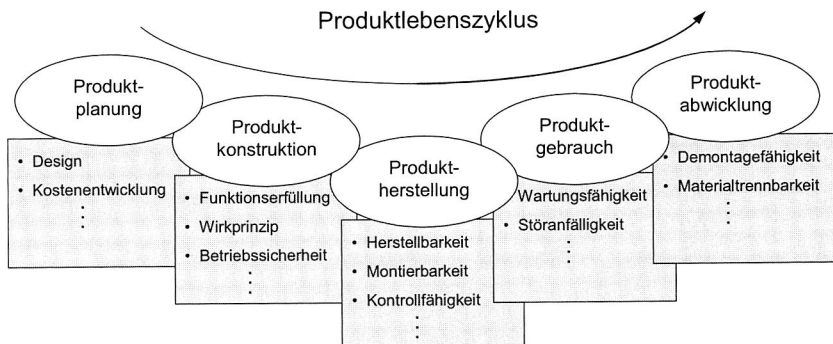 Produktlebenszyklus
Produkt-
planung
• Design
• Kostenentwicklung
Produkt-
konstruktion
• Funktionserfüllung
• Wirkprinzip
• Betriebssicherheit
Produkt-
herstellung
• Herstellbarkeit
• Montierbarkeit
• Kontrollfähigkeit
Produkt-
gebrauch
Wartungsfähigkeit
• Störanfälligkeit
Produkt-
abwicklung
• Demontagefähigkeit
• Materialtrennbarkeit